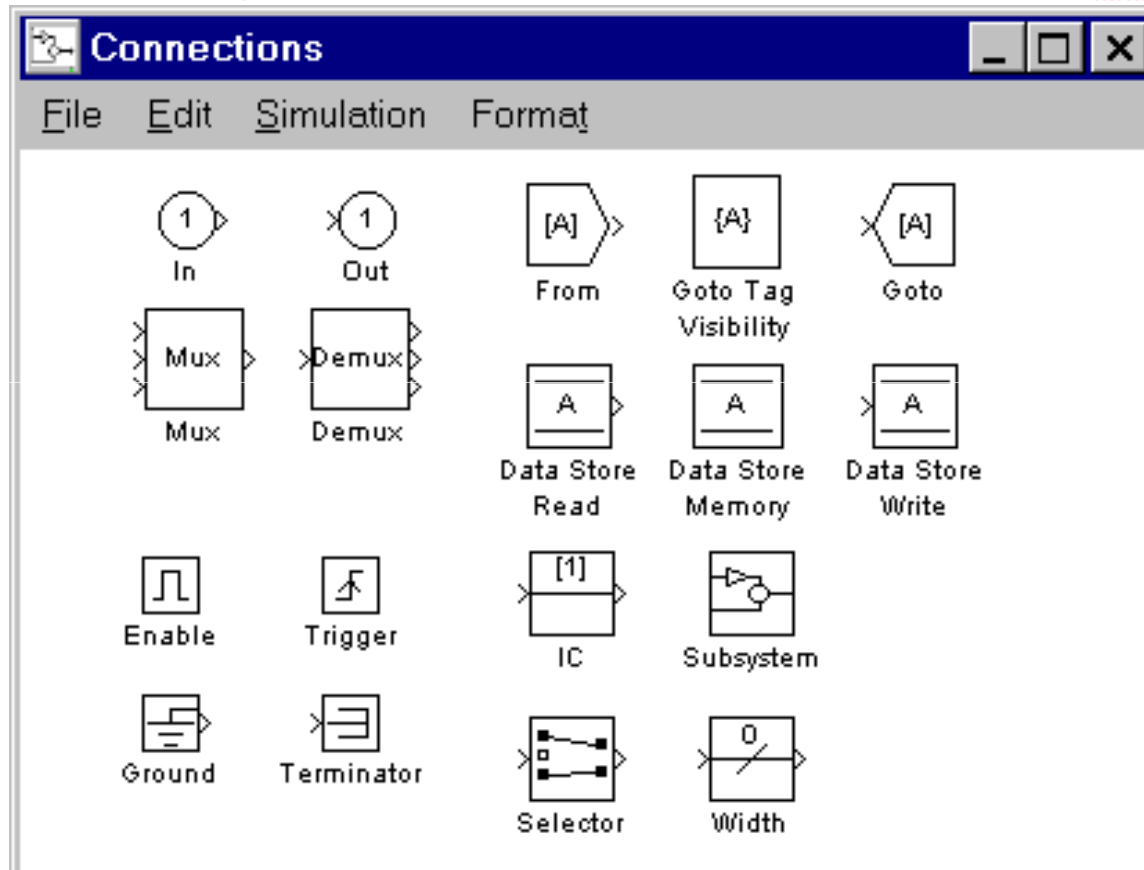 Connections
File Edit Simulation Format
1 1 [A] {A} [A]
In Out From Goto Tag Visibility Goto
Mux Demux
Mux Demux
A A A
Data Store Read Data Store Memory Data Store Write
[1]
Enable Trigger IC Subsystem
0
Ground Terminator Selector Width